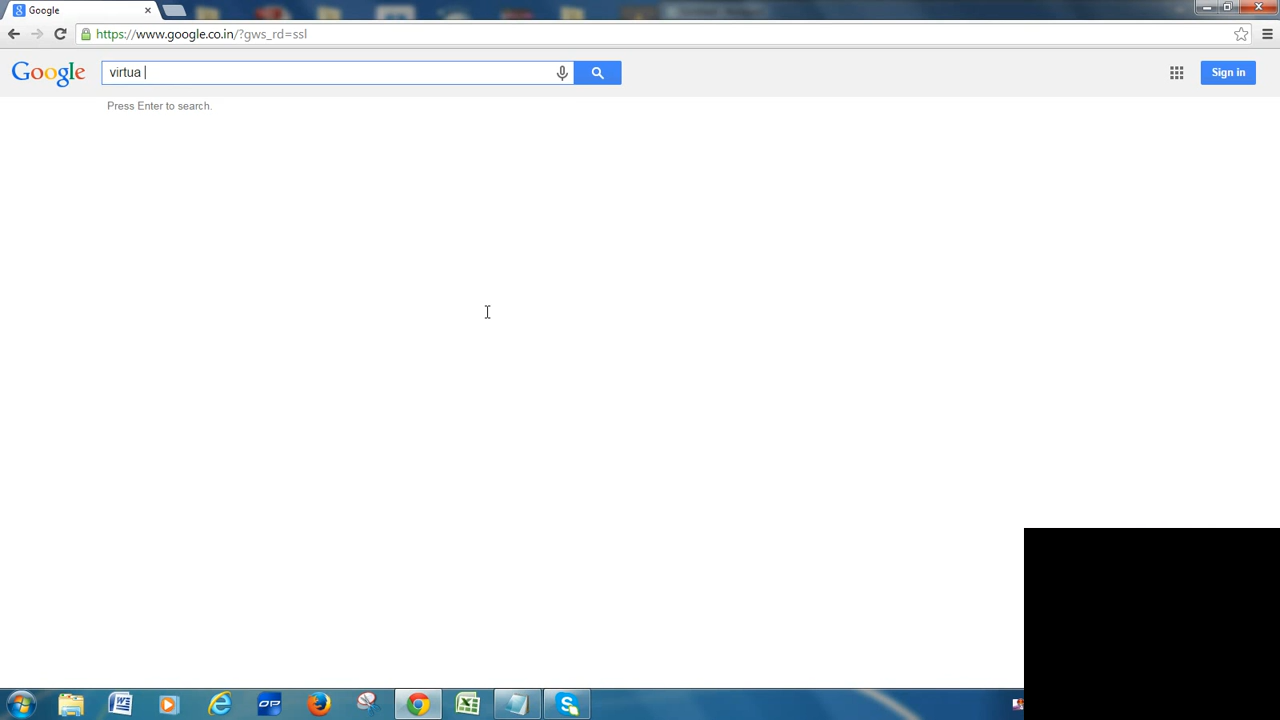 Google
https://www.google.co.in/?gws_rd=ssl
Google
virtua
Sign in
Press Enter to search.